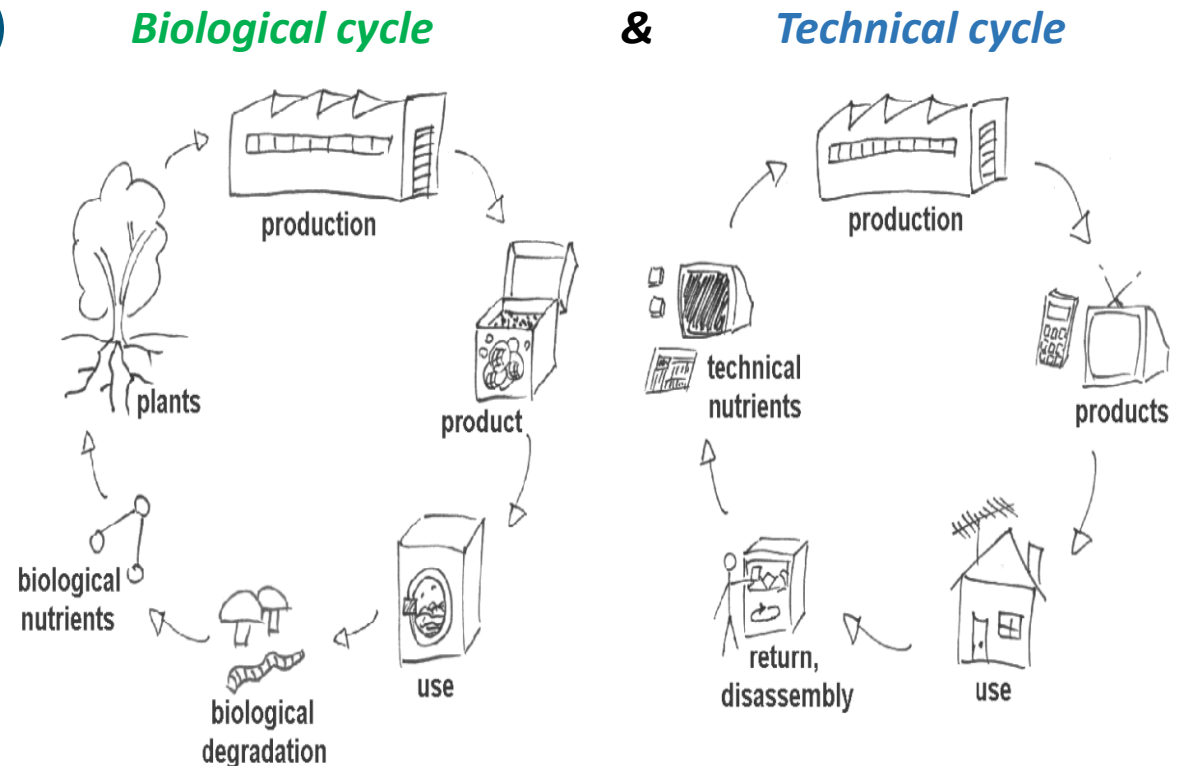 )
Biological cycle & Technical cycle
production
product
use
biological
degradation
biological
nutrients
plants
production
products
use
return,
disassembly
technical
nutrients